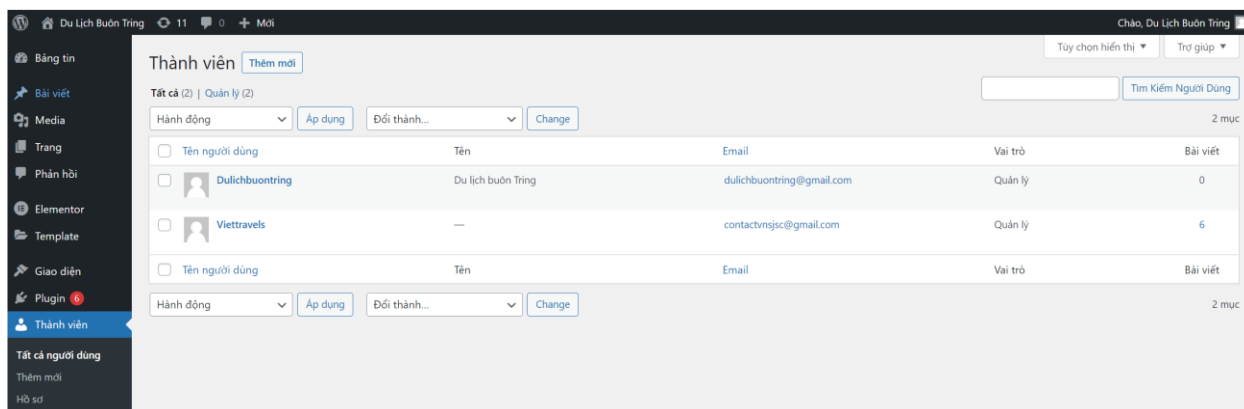 Du Lịch Buôn Tring 11 0 + Mới Chào, Du Lịch Buôn Tring
Tùy chọn hiển thị ▼ Trợ giúp ▼
Bảng tin
Bài viết
Media
Trang
Phản hồi
Elementor
Template
Giao diện
Plugin 6
Thành viên
Tất cả người dùng
Thêm mới
Hồ sơ
Thành viên Thêm mới
Tất cả (2) | Quản lý (2)
Tìm Kiếm Người Dùng
Hành động Áp dụng Đổi thành... Change 2 mục
Tên người dùng Tên Email Vai trò Bài viết
Dulichbuontring Du lịch buôn Tring dulichbuontring@gmail.com Quản lý 0
Viettravels — contactvnsjsc@gmail.com Quản lý 6
Tên người dùng Tên Email Vai trò Bài viết
Hành động Áp dụng Đổi thành... Change 2 mục